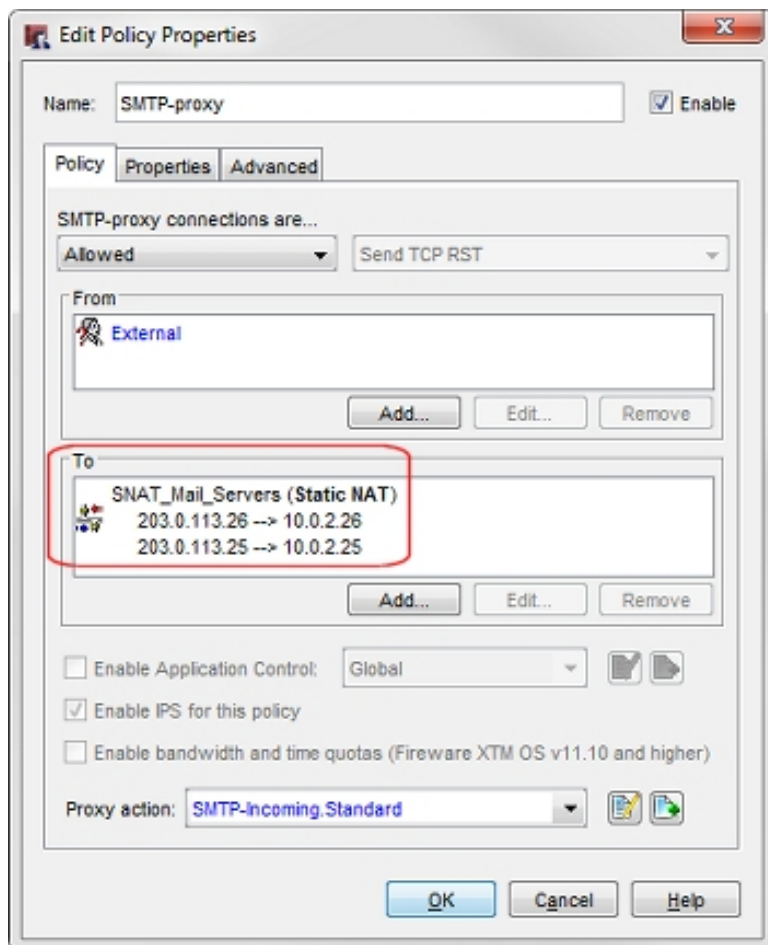 Edit Policy Properties
Name: SMTP-proxy Enable
Policy Properties Advanced
SMTP-proxy connections are...
Allowed Send TCP RST
From
External
Add... Edit... Remove
To
SNAT_Mail_Servers (Static NAT)
203.0.113.26 --> 10.0.2.26
203.0.113.25 --> 10.0.2.25
Add... Edit... Remove
Enable Application Control: Global
Enable IPS for this policy
Enable bandwidth and time quotas (Fireware XTM OS v11.10 and higher)
Proxy action: SMTP-Incoming.Standard
OK Cancel Help